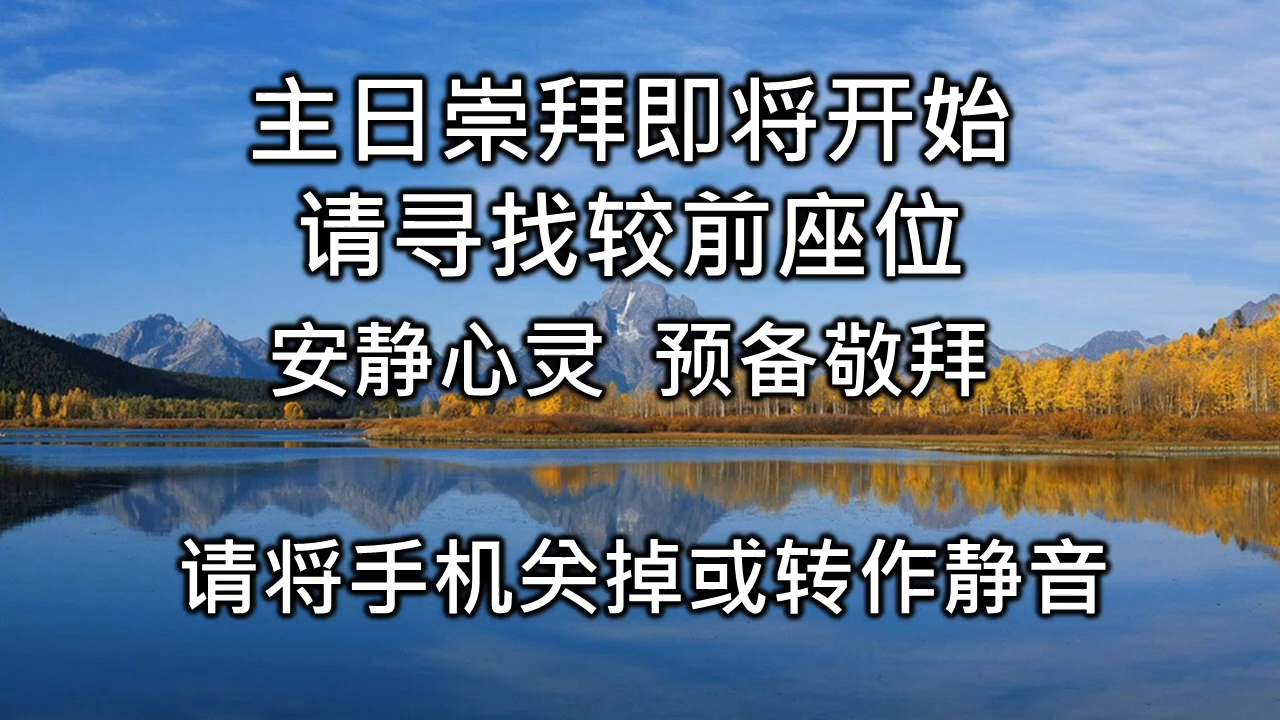 主日崇拜即将开始
请寻找较前座位
安静心灵 预备敬拜
请将手机关掉或转作静音